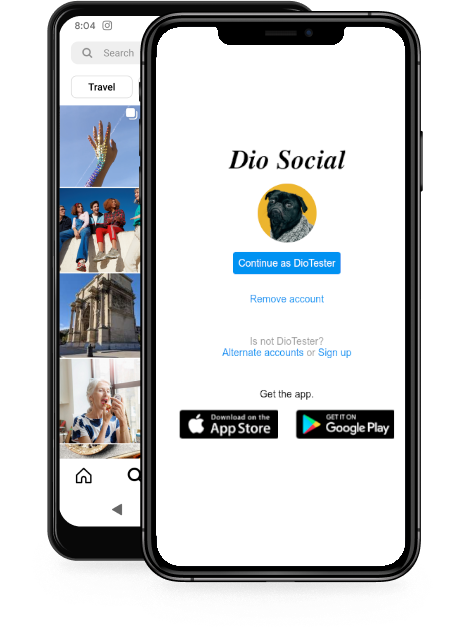 8:04
Search
Travel
Dio Social
Continue as DioTester
Remove account
Is not DioTester?
Alternate accounts or Sign up
Get the app.
Download on the
App Store
GET IT ON
Google Play